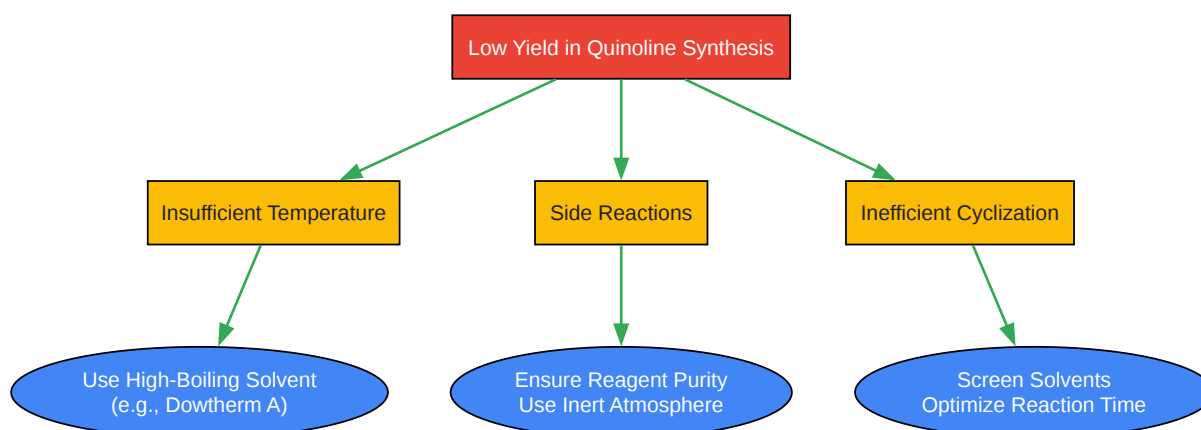 Low Yield in Quinoline Synthesis
Insufficient Temperature
Side Reactions
Inefficient Cyclization
Use High-Boiling Solvent
(e.g., Dowtherm A)
Ensure Reagent Purity
Use Inert Atmosphere
Screen Solvents
Optimize Reaction Time